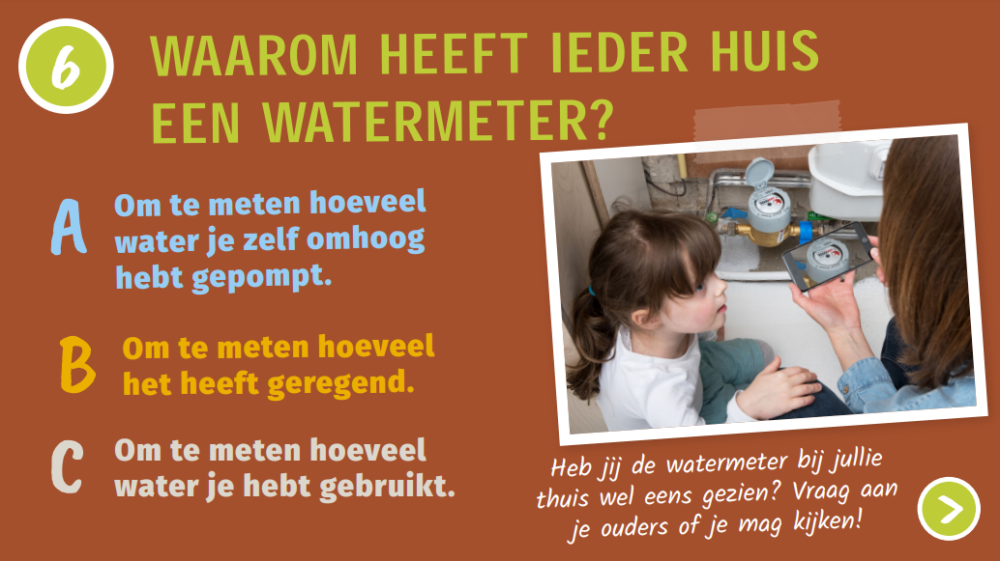 6
WAAROM HEEFT IEDER HUIS
EEN WATERMETER?
A
Om te meten hoeveel
water je zelf omhoog
hebt gepompt.
B
Om te meten hoeveel
het heeft geregend.
C
Om te meten hoeveel
water je hebt gebruikt.
Heb jij de watermeter bij jullie
thuis wel eens gezien? Vraag aan
je ouders of je mag kijken!